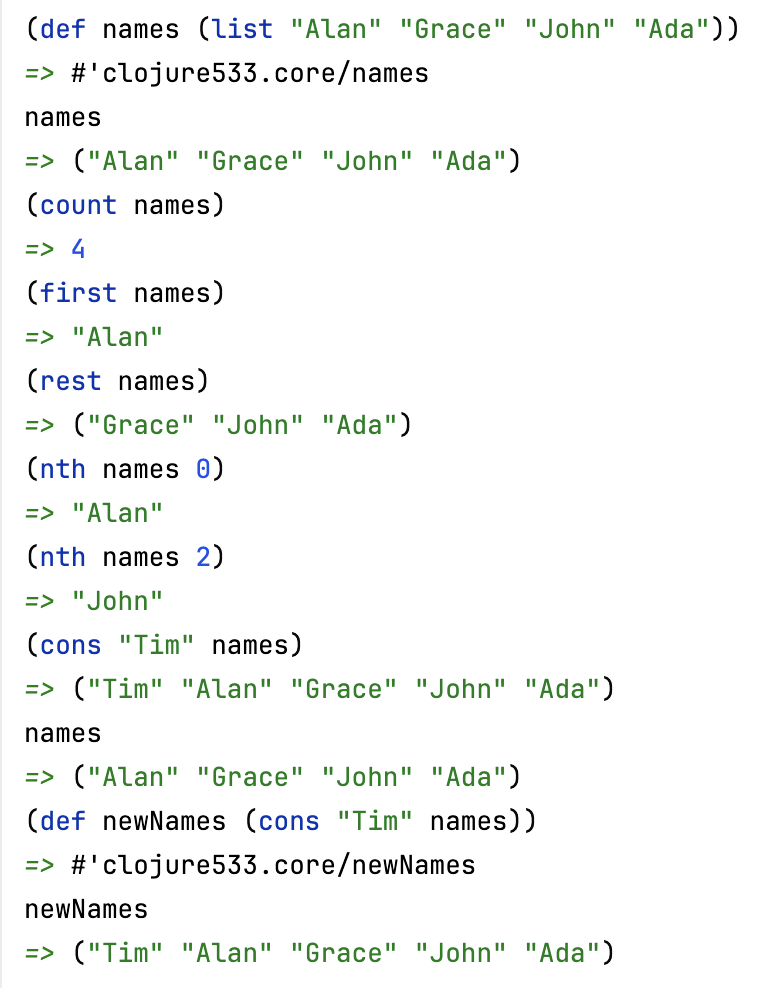 (def names (list "Alan" "Grace" "John" "Ada"))
=> #'clojure533.core/names
names
=> ("Alan" "Grace" "John" "Ada")
(count names)
=> 4
(first names)
=> "Alan"
(rest names)
=> ("Grace" "John" "Ada")
(nth names 0)
=> "Alan"
(nth names 2)
=> "John"
(cons "Tim" names)
=> ("Tim" "Alan" "Grace" "John" "Ada")
names
=> ("Alan" "Grace" "John" "Ada")
(def newNames (cons "Tim" names))
=> #'clojure533.core/newNames
newNames
=> ("Tim" "Alan" "Grace" "John" "Ada")